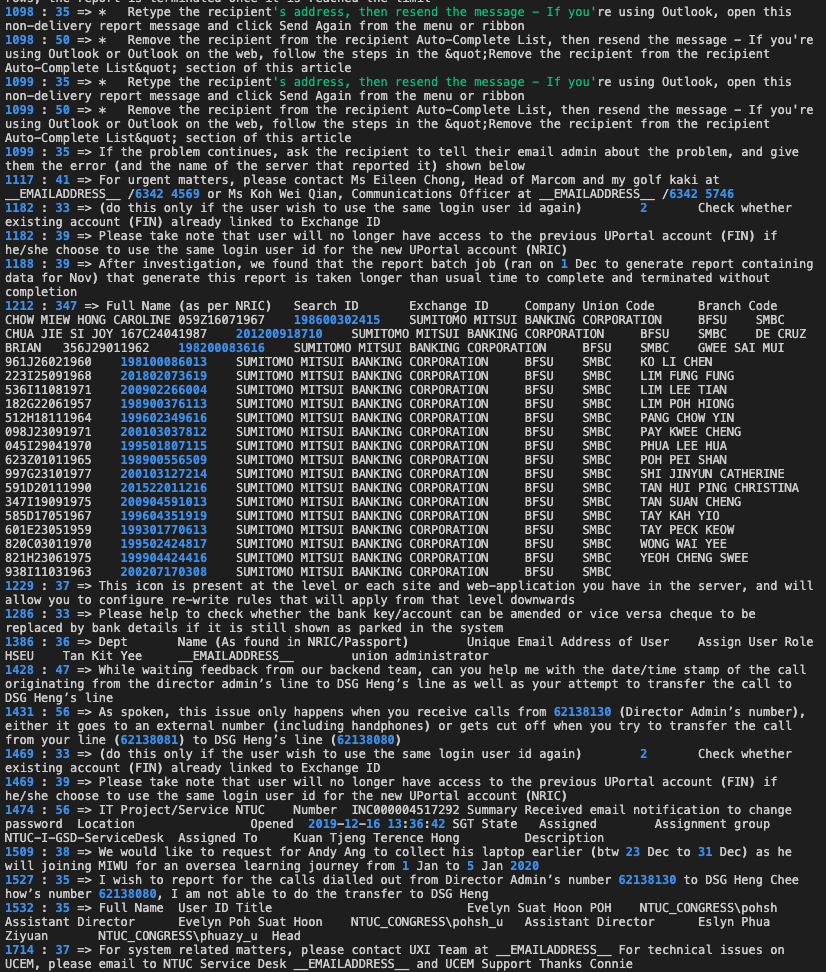 rows, the report is terminated once it is reached the limit
1098 : 35 => *   Retype the recipient's address, then resend the message – If you're using Outlook, open this
non-delivery report message and click Send Again from the menu or ribbon
1098 : 50 => *   Remove the recipient from the recipient Auto-Complete List, then resend the message – If you're
using Outlook or Outlook on the web, follow the steps in the &quot;Remove the recipient from the recipient
Auto-Complete List&quot; section of this article
1099 : 35 => *   Retype the recipient's address, then resend the message – If you're using Outlook, open this
non-delivery report message and click Send Again from the menu or ribbon
1099 : 50 => *   Remove the recipient from the recipient Auto-Complete List, then resend the message – If you're
using Outlook or Outlook on the web, follow the steps in the &quot;Remove the recipient from the recipient
Auto-Complete List&quot; section of this article
1099 : 35 => If the problem continues, ask the recipient to tell their email admin about the problem, and give
them the error (and the name of the server that reported it) shown below
1117 : 41 => For urgent matters, please contact Ms Eileen Chong, Head of Marcom and my golf kaki at
__EMAILADDRESS__ /6342 4569 or Ms Koh Wei Qian, Communications Officer at __EMAILADDRESS__ /6342 5746
1182 : 33 => (do this only if the user wish to use the same login user id again)        2       Check whether
existing account (FIN) already linked to Exchange ID
1182 : 39 => Please take note that user will no longer have access to the previous UPortal account (FIN) if
he/she choose to use the same login user id for the new UPortal account (NRIC)
1188 : 39 => After investigation, we found that the report batch job (ran on 1 Dec to generate report containing
data for Nov) that generate this report is taken longer than usual time to complete and terminated without
completion
1212 : 347 => Full Name (as per NRIC)   Search ID       Exchange ID     Company Union Code      Branch Code
CHOW MIEW HONG CAROLINE 059Z16071967    198600302415    SUMITOMO MITSUI BANKING CORPORATION     BFSU    SMBC
CHUA JIE SI JOY 167C24041987    201200918710    SUMITOMO MITSUI BANKING CORPORATION     BFSU    SMBC    DE CRUZ
BRIAN   356J29011962    198200083616    SUMITOMO MITSUI BANKING CORPORATION     BFSU    SMBC    GWEE SAI MUI
961J26021960    198100086013    SUMITOMO MITSUI BANKING CORPORATION     BFSU    SMBC    KO LI CHEN
223I25091968    201802073619    SUMITOMO MITSUI BANKING CORPORATION     BFSU    SMBC    LIM FUNG FUNG
536I11081971    200902266004    SUMITOMO MITSUI BANKING CORPORATION     BFSU    SMBC    LIM LEE TIAN
182G22061957    198900376113    SUMITOMO MITSUI BANKING CORPORATION     BFSU    SMBC    LIM POH HIONG
512H18111964    199602349616    SUMITOMO MITSUI BANKING CORPORATION     BFSU    SMBC    PANG CHOW YIN
098J23091971    200103037812    SUMITOMO MITSUI BANKING CORPORATION     BFSU    SMBC    PAY KWEE CHENG
045I29041970    199501807115    SUMITOMO MITSUI BANKING CORPORATION     BFSU    SMBC    PHUA LEE HUA
623Z01011965    198900556509    SUMITOMO MITSUI BANKING CORPORATION     BFSU    SMBC    POH PEI SHAN
997G23101977    200103127214    SUMITOMO MITSUI BANKING CORPORATION     BFSU    SMBC    SHI JINYUN CATHERINE
591D20111990    201522011216    SUMITOMO MITSUI BANKING CORPORATION     BFSU    SMBC    TAN HUI PING CHRISTINA
347I19091975    200904591013    SUMITOMO MITSUI BANKING CORPORATION     BFSU    SMBC    TAN SUAN CHENG
585D17051967    199604351919    SUMITOMO MITSUI BANKING CORPORATION     BFSU    SMBC    TAY KAH YIO
601E23051959    199301770613    SUMITOMO MITSUI BANKING CORPORATION     BFSU    SMBC    TAY PECK KEOW
820C03011970    199502424817    SUMITOMO MITSUI BANKING CORPORATION     BFSU    SMBC    WONG WAI YEE
821H23061975    199904424416    SUMITOMO MITSUI BANKING CORPORATION     BFSU    SMBC    YEOH CHENG SWEE
938I11031963    200207170308    SUMITOMO MITSUI BANKING CORPORATION     BFSU    SMBC
1229 : 37 => This icon is present at the level or each site and web-application you have in the server, and will
allow you to configure re-write rules that will apply from that level downwards
1286 : 33 => Please help to check whether the bank key/account can be amended or vice versa cheque to be
replaced by bank details if it is still shown as parked in the system
1386 : 36 => Dept       Name (As found in NRIC/Passport)        Unique Email Address of User    Assign User Role
HSEU    Tan Kit Yee     __EMAILADDRESS__        union administrator
1428 : 47 => While waiting feedback from our backend team, can you help me with the date/time stamp of the call
originating from the director admin’s line to DSG Heng’s line as well as your attempt to transfer the call to
DSG Heng’s line
1431 : 56 => As spoken, this issue only happens when you receive calls from 62138130 (Director Admin’s number),
either it goes to an external number (including handphones) or gets cut off when you try to transfer the call
from your line (62138081) to DSG Heng’s line (62138080)
1469 : 33 => (do this only if the user wish to use the same login user id again)        2       Check whether
existing account (FIN) already linked to Exchange ID
1469 : 39 => Please take note that user will no longer have access to the previous UPortal account (FIN) if
he/she choose to use the same login user id for the new UPortal account (NRIC)
1474 : 56 => IT Project/Service NTUC    Number  INC000004517292 Summary Received email notification to change
password  Location                Opened  2019-12-16 13:36:42 SGT State   Assigned        Assignment group
NTUC-I-GSD-ServiceDesk  Assigned To     Kuan Tjeng Terence Hong         Description
1509 : 38 => We would like to request for Andy Ang to collect his laptop earlier (btw 23 Dec to 31 Dec) as he
will joining MIWU for an oversea learning journey from 1 Jan to 5 Jan 2020
1527 : 35 => I wish to report for the calls dialled out from Director Admin’s number 62138130 to DSG Heng Chee
how’s number 62138080, I am not able to do the transfer to DSG Heng
1532 : 35 => Full Name  User ID Title                           Evelyn Suat Hoon POH    NTUC_CONGRESS\pohsh
Assistant Director      Evelyn Poh Suat Hoon    NTUC_CONGRESS\pohsh_u   Assistant Director      Eslyn Phua
Ziyuan       NTUC_CONGRESS\phuazy_u  Head
1714 : 37 => For system related matters, please contact UXI Team at __EMAILADDRESS__ For technical issues on
UCEM, please email to NTUC Service Desk __EMAILADDRESS__ and UCEM Support Thanks Connie